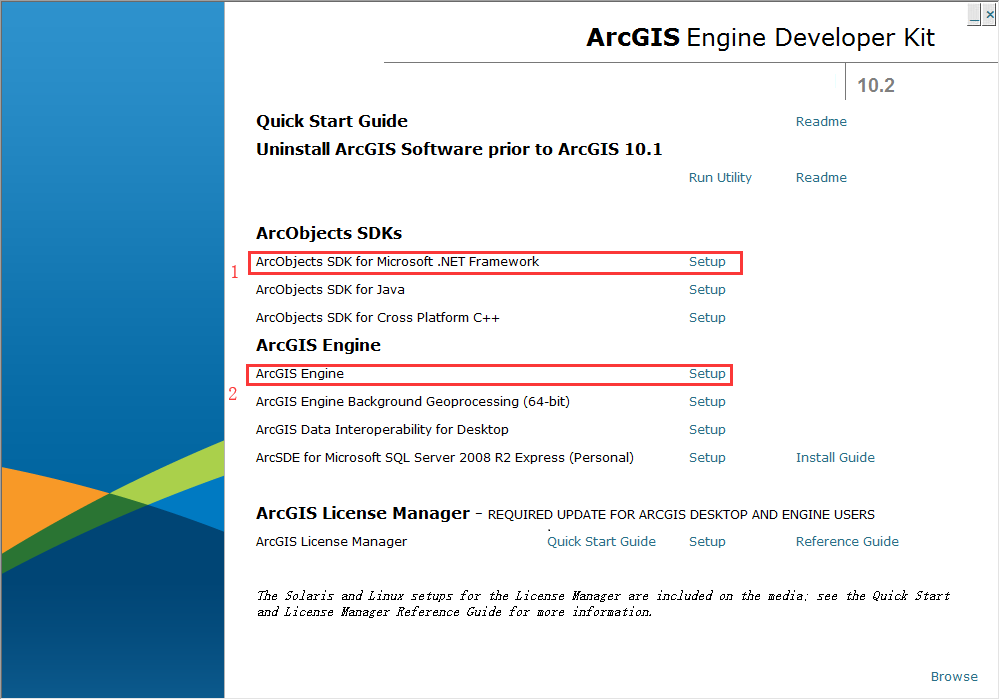 ArcGIS Engine Developer Kit
10.2
Quick Start Guide Readme
Uninstall ArcGIS Software prior to ArcGIS 10.1
Run Utility Readme
ArcObjects SDKs
1 ArcObjects SDK for Microsoft .NET Framework Setup
ArcObjects SDK for Java Setup
ArcObjects SDK for Cross Platform C++ Setup
ArcGIS Engine
ArcGIS Engine Setup
2
ArcGIS Engine Background Geoprocessing (64-bit) Setup
ArcGIS Data Interoperability for Desktop Setup
ArcSDE for Microsoft SQL Server 2008 R2 Express (Personal) Setup Install Guide
ArcGIS License Manager - REQUIRED UPDATE FOR ARCGIS DESKTOP AND ENGINE USERS
ArcGIS License Manager Quick Start Guide Setup Reference Guide
The Solaris and Linux setups for the License Manager are included on the media; see the Quick Start
and License Manager Reference Guide for more information.
Browse